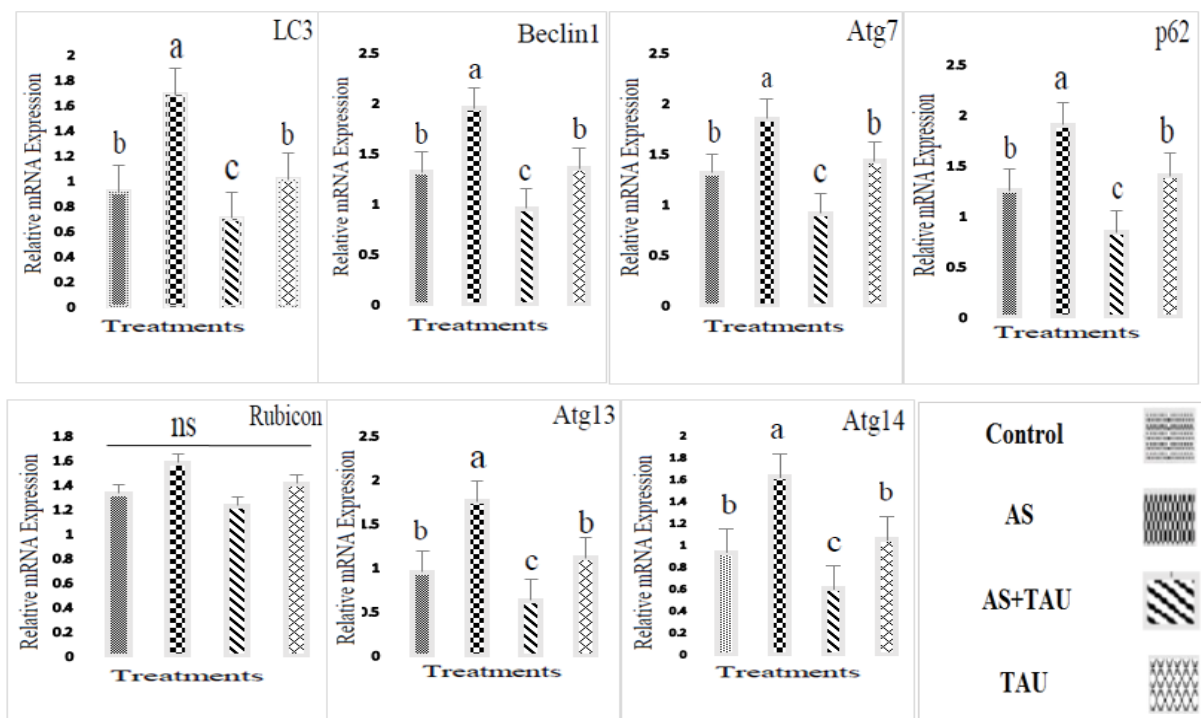 LC3
Relative mRNA Expression
2
1.8
1.6
1.4
1.2
1
0.8
0.6
0.4
0.2
0
b
a
c
b
Treatments
Beclin1
Relative mRNA Expression
2.5
2
1.5
1
0.5
0
b
a
c
b
Treatments
Atg7
Relative mRNA Expression
2.5
2
1.5
1
0.5
0
b
a
c
b
Treatments
p62
Relative mRNA Expression
2.5
2
1.5
1
0.5
0
b
a
c
b
Treatments
Rubicon
Relative mRNA Expression
1.8
1.6
1.4
1.2
1
0.8
0.6
0.4
0.2
0
ns
Treatments
Atg13
Relative mRNA Expression
2.5
2
1.5
1
0.5
0
b
a
c
b
Treatments
Atg14
Relative mRNA Expression
2
1.8
1.6
1.4
1.2
1
0.8
0.6
0.4
0.2
0
b
a
c
b
Treatments
Control
AS
AS+TAU
TAU